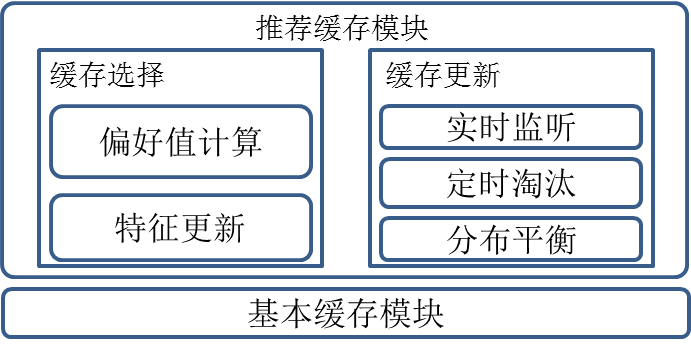 推荐缓存模块
缓存选择
偏好值计算
特征更新
缓存更新
实时监听
定时淘汰
分布平衡
基本缓存模块